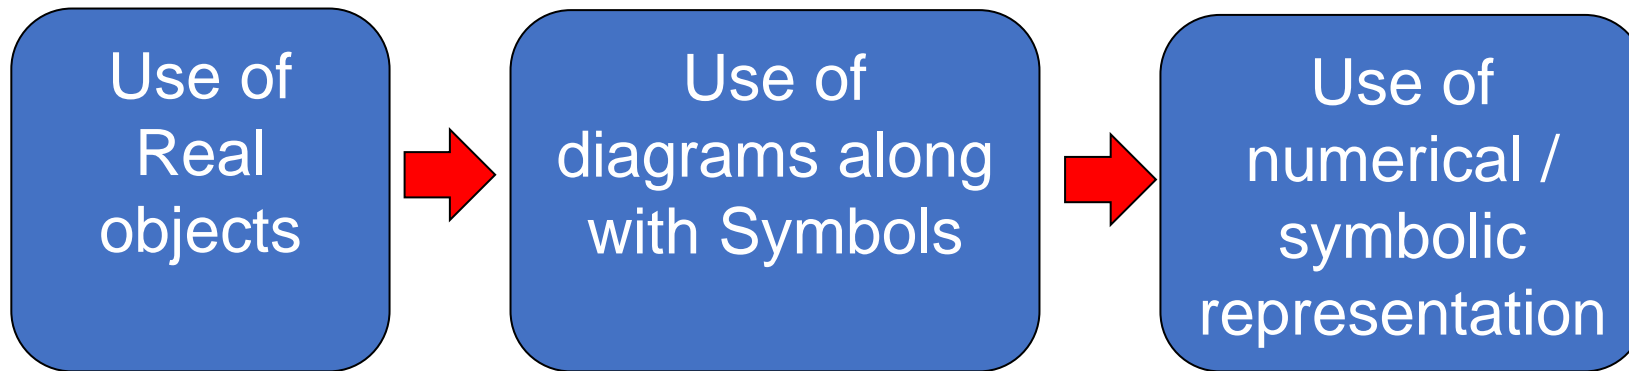 Use of
Real
objects
Use of
diagrams along
with Symbols
Use of
numerical /
symbolic
representation